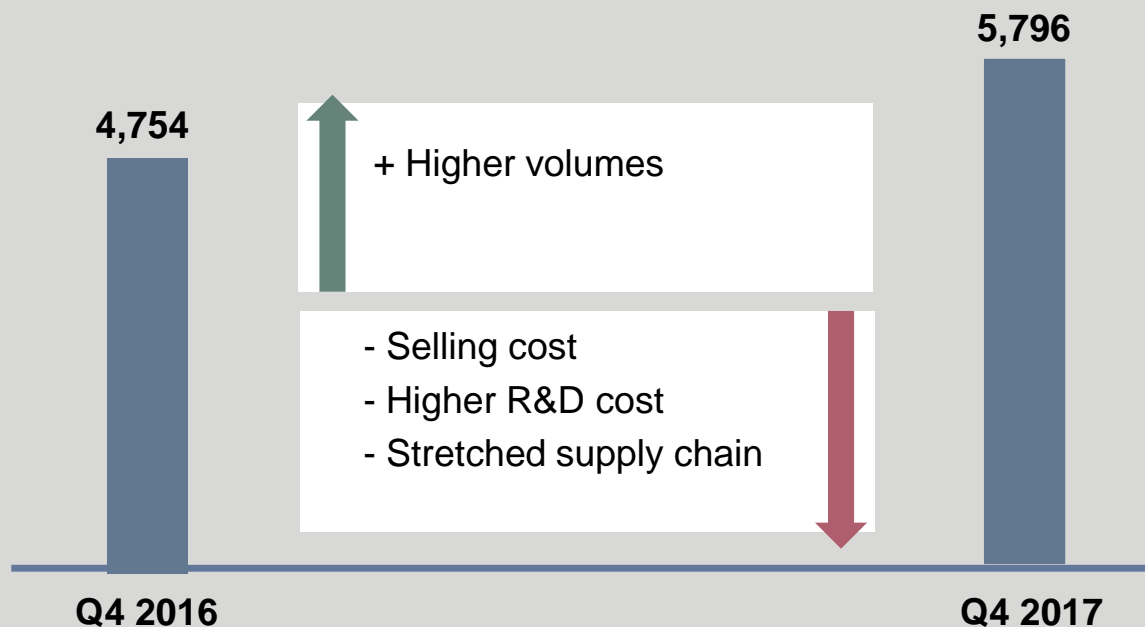 5,796
4,754
+ Higher volumes
- Selling cost
- Higher R&D cost
- Stretched supply chain
Q4 2016
Q4 2017